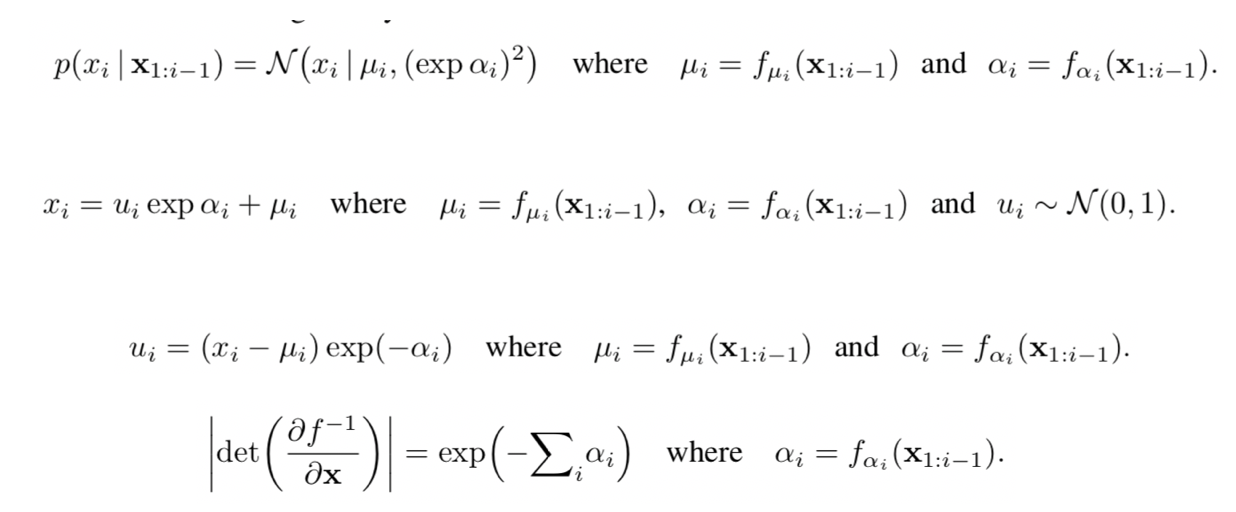 p(x_i | 𝐱_{1:i−1}) = 𝒩(x_i | μ_i, (exp α_i)²) where μ_i = f_{μ_i}(𝐱_{1:i−1}) and α_i = f_{α_i}(𝐱_{1:i−1}).
x_i = u_i exp α_i + μ_i where μ_i = f_{μ_i}(𝐱_{1:i−1}), α_i = f_{α_i}(𝐱_{1:i−1}) and u_i ∼ 𝒩(0, 1).
u_i = (x_i − μ_i) exp(−α_i) where μ_i = f_{μ_i}(𝐱_{1:i−1}) and α_i = f_{α_i}(𝐱_{1:i−1}).
|det(∂f^{−1}/∂𝐱)| = exp(−∑_i α_i) where α_i = f_{α_i}(𝐱_{1:i−1}).